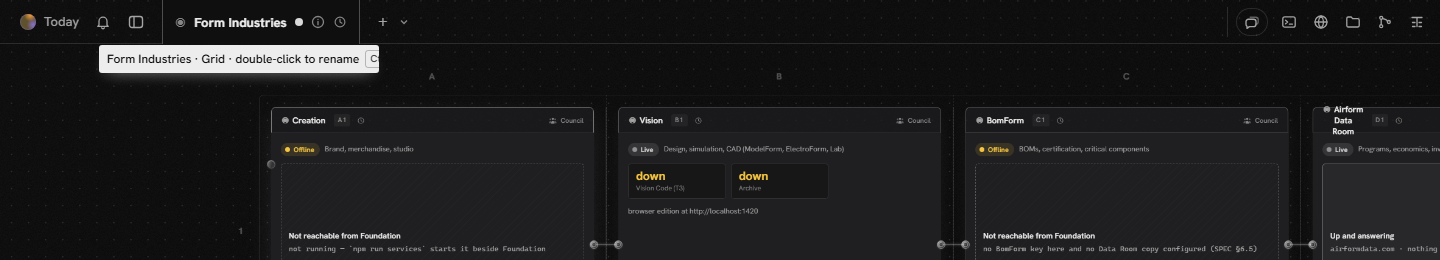 Today
Form Industries
+
Form Industries · Grid · double-click to rename
A
B
C
Creation A1 Council
Vision B1 Council
BomForm C1 Council
Airform
Data
Room
D1
Offline Brand, merchandise, studio
Live Design, simulation, CAD (ModelForm, ElectroForm, Lab)
Offline BOMs, certification, critical components
Live Programs, economics,
down
Vision Code (T3)
down
Archive
browser edition at http://localhost:1420
1
Not reachable from Foundation
not running — `npm run services` starts it beside Foundation
Not reachable from Foundation
no BomForm key here and no Data Room copy configured (SPEC §6.5)
Up and answering
airformdata.com · nothing